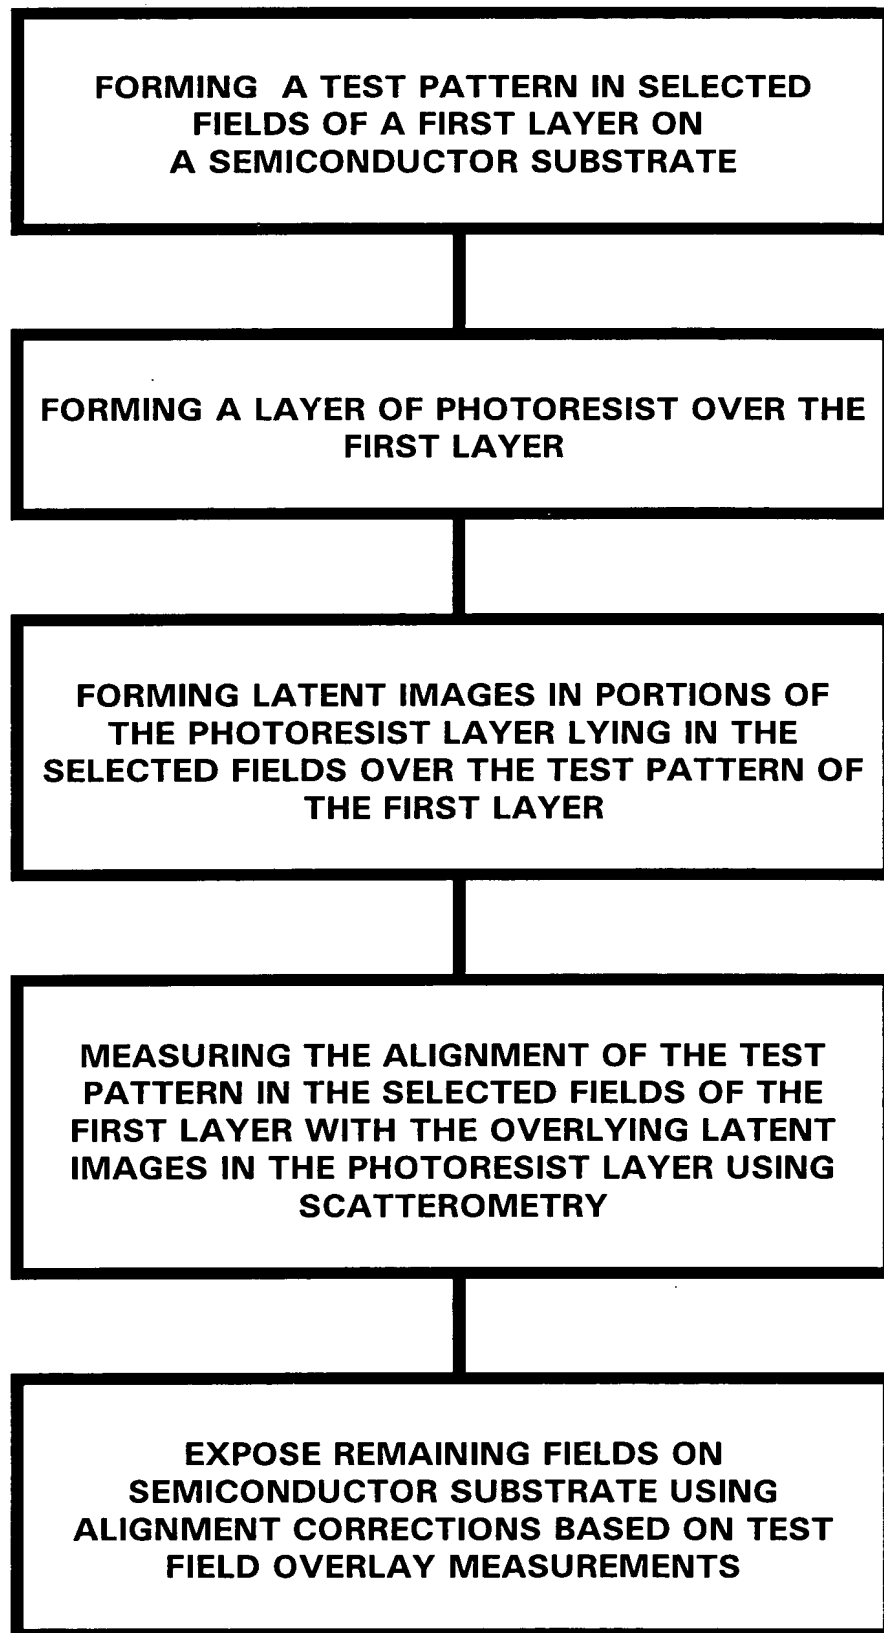 FORMING A TEST PATTERN IN SELECTED
FIELDS OF A FIRST LAYER ON
A SEMICONDUCTOR SUBSTRATE
FORMING A LAYER OF PHOTORESIST OVER THE
FIRST LAYER
FORMING LATENT IMAGES IN PORTIONS OF
THE PHOTORESIST LAYER LYING IN THE
SELECTED FIELDS OVER THE TEST PATTERN OF
THE FIRST LAYER
MEASURING THE ALIGNMENT OF THE TEST
PATTERN IN THE SELECTED FIELDS OF THE
FIRST LAYER WITH THE OVERLYING LATENT
IMAGES IN THE PHOTORESIST LAYER USING
SCATTEROMETRY
EXPOSE REMAINING FIELDS ON
SEMICONDUCTOR SUBSTRATE USING
ALIGNMENT CORRECTIONS BASED ON TEST
FIELD OVERLAY MEASUREMENTS